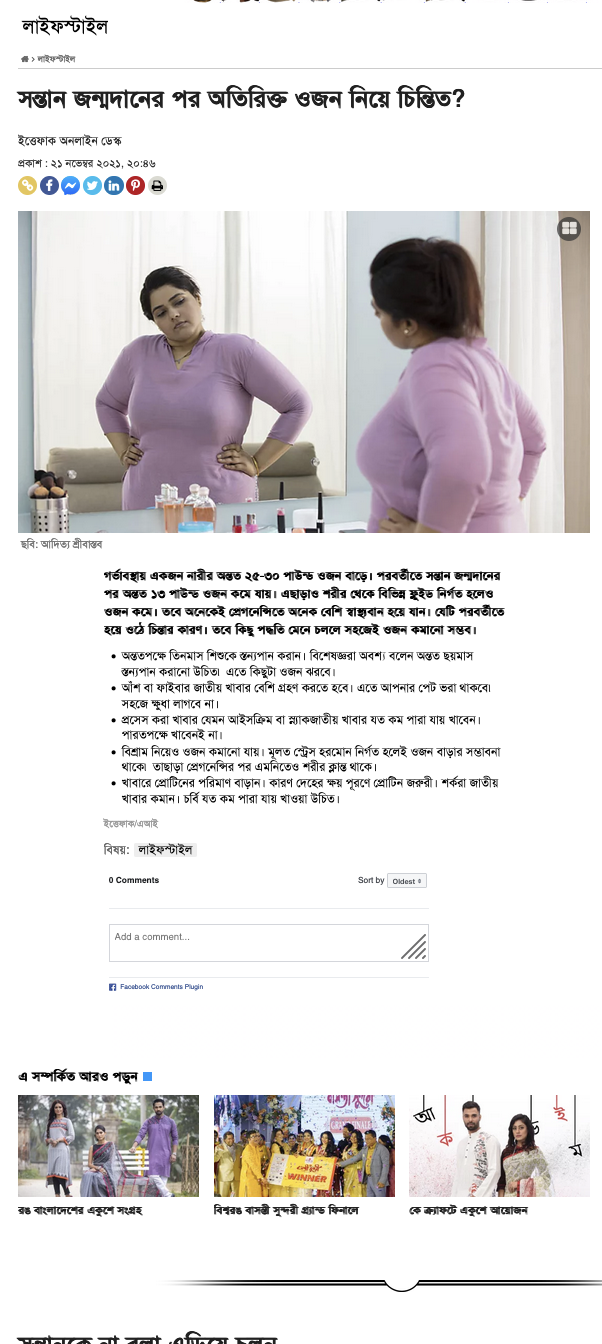 লাইফস্টাইল
› লাইফস্টাইল
সন্তান জন্মদানের পর অতিরিক্ত ওজন নিয়ে চিন্তিত?
ইত্তেফাক অনলাইন ডেস্ক
প্রকাশ : ২১ নভেম্বর ২০২১, ২০:৪৬
ছবি: আদিত্য শ্রীবাস্তব
গর্ভাবস্থায় একজন নারীর অন্তত ২৫-৩০ পাউন্ড ওজন বাড়ে। পরবর্তীতে সন্তান জন্মদানের
পর অন্তত ১৩ পাউন্ড ওজন কমে যায়। এছাড়াও শরীর থেকে বিভিন্ন ফ্লুইড নির্গত হলেও
ওজন কমে। তবে অনেকেই প্রেগনেন্সিতে অনেক বেশি স্বাস্থ্যবান হয়ে যান। যেটি পরবর্তীতে
হয়ে ওঠে চিন্তার কারণ। তবে কিছু পদ্ধতি মেনে চললে সহজেই ওজন কমানো সম্ভব।
• অন্ততপক্ষে তিনমাস শিশুকে স্তন্যপান করান। বিশেষজ্ঞরা অবশ্য বলেন অন্তত ছয়মাস
স্তন্যপান করানো উচিত। এতে কিছুটা ওজন ঝরবে।
• আঁশ বা ফাইবার জাতীয় খাবার বেশি গ্রহণ করতে হবে। এতে আপনার পেট ভরা থাকবে।
সহজে ক্ষুধা লাগবে না।
• প্রসেস করা খাবার যেমন আইসক্রিম বা স্ন্যাকজাতীয় খাবার যত কম পারা যায় খাবেন।
পারতপক্ষে খাবেনই না।
• বিশ্রাম নিয়েও ওজন কমানো যায়। মূলত স্ট্রেস হরমোন নির্গত হলেই ওজন বাড়ার সম্ভাবনা
থাকে। তাছাড়া প্রেগনেন্সির পর এমনিতেও শরীর ক্লান্ত থাকে।
• খাবারে প্রোটিনের পরিমাণ বাড়ান। কারণ দেহের ক্ষয় পূরণে প্রোটিন জরুরী। শর্করা জাতীয়
খাবার কমান। চর্বি যত কম পারা যায় খাওয়া উচিত।
ইত্তেফাক/এআই
বিষয়: লাইফস্টাইল
0 Comments Sort by Oldest
Add a comment...
Facebook Comments Plugin
এ সম্পর্কিত আরও পড়ুন
WINNER
আ ক ড ই ম
রঙ বাংলাদেশের একুশে সংগ্রহ
বিশ্বরঙ বাসন্তী সুন্দরী গ্র্যান্ড ফিনালে
কে ক্র্যাফটে একুশে আয়োজন
সন্তানকে না বলা এড়িয়ে চলুন